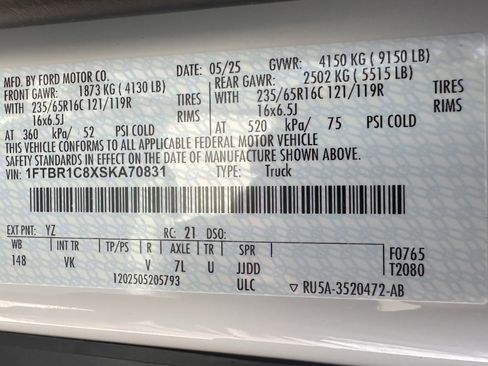 MFD. BY FORD MOTOR CO. DATE: 05/25 GVWR: 4150 KG ( 9150 LB)
FRONT GAWR: 1873 KG ( 4130 LB) REAR GAWR: 2502 KG ( 5515 LB)
WITH 235/65R16C 121/119R TIRES WITH 235/65R16C 121/119R TIRES
16x6.5J RIMS 16x6.5J RIMS
AT 360 kPa/ 52 PSI COLD AT 520 kPa/ 75 PSI COLD
THIS VEHICLE CONFORMS TO ALL APPLICABLE FEDERAL MOTOR VEHICLE
SAFETY STANDARDS IN EFFECT ON THE DATE OF MANUFACTURE SHOWN ABOVE.
VIN: 1FTBR1C8XSKA70831 TYPE: Truck
EXT PNT: YZ RC: 21 DSO: F0765
WB INT TR TP/PS R AXLE TR SPR T2080
148 VK V 7L U JJDD
1202505205793 ULC ▽ RU5A-3520472-AB